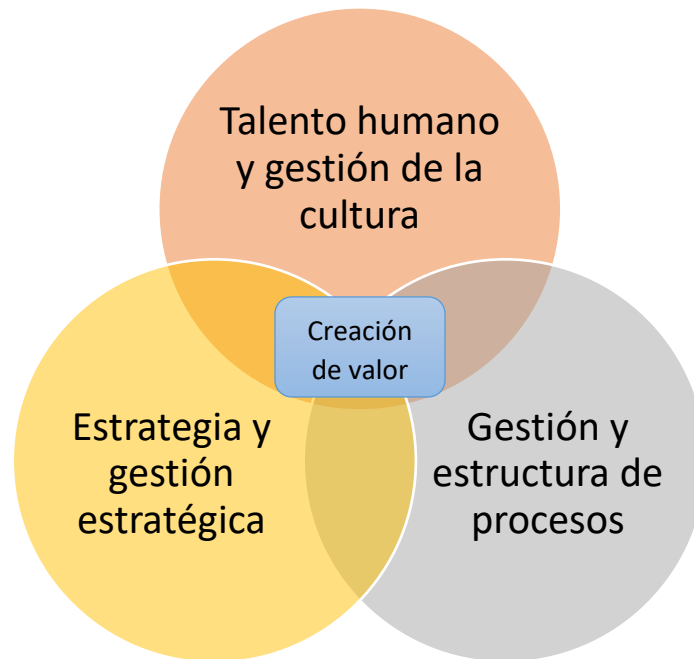 Talento humano
y gestión de la
cultura
Creación
de valor
Estrategia y
gestión
estratégica
Gestión y
estructura de
procesos